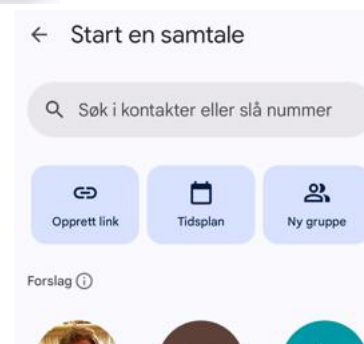 Start en samtale
Søk i kontakter eller slå nummer
Opprett link
Tidsplan
Ny gruppe
Forslag